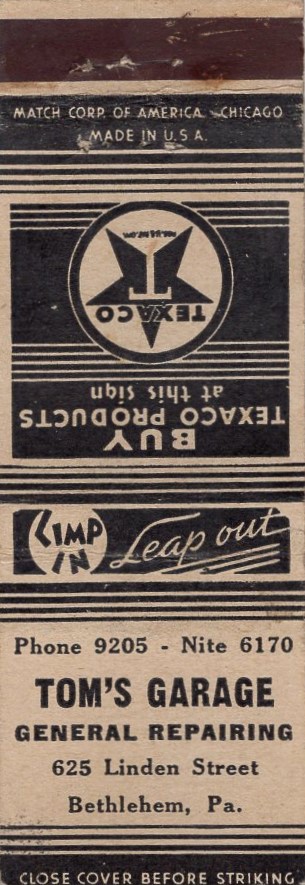 MATCH CORP. OF AMERICA CHICAGO
MADE IN U.S.A.
BUY
TEXACO PRODUCTS
at this sign
TEXACO
T
LIMP IN
Leap out
Phone 9205 - Nite 6170
TOM'S GARAGE
GENERAL REPAIRING
625 Linden Street
Bethlehem, Pa.
CLOSE COVER BEFORE STRIKING